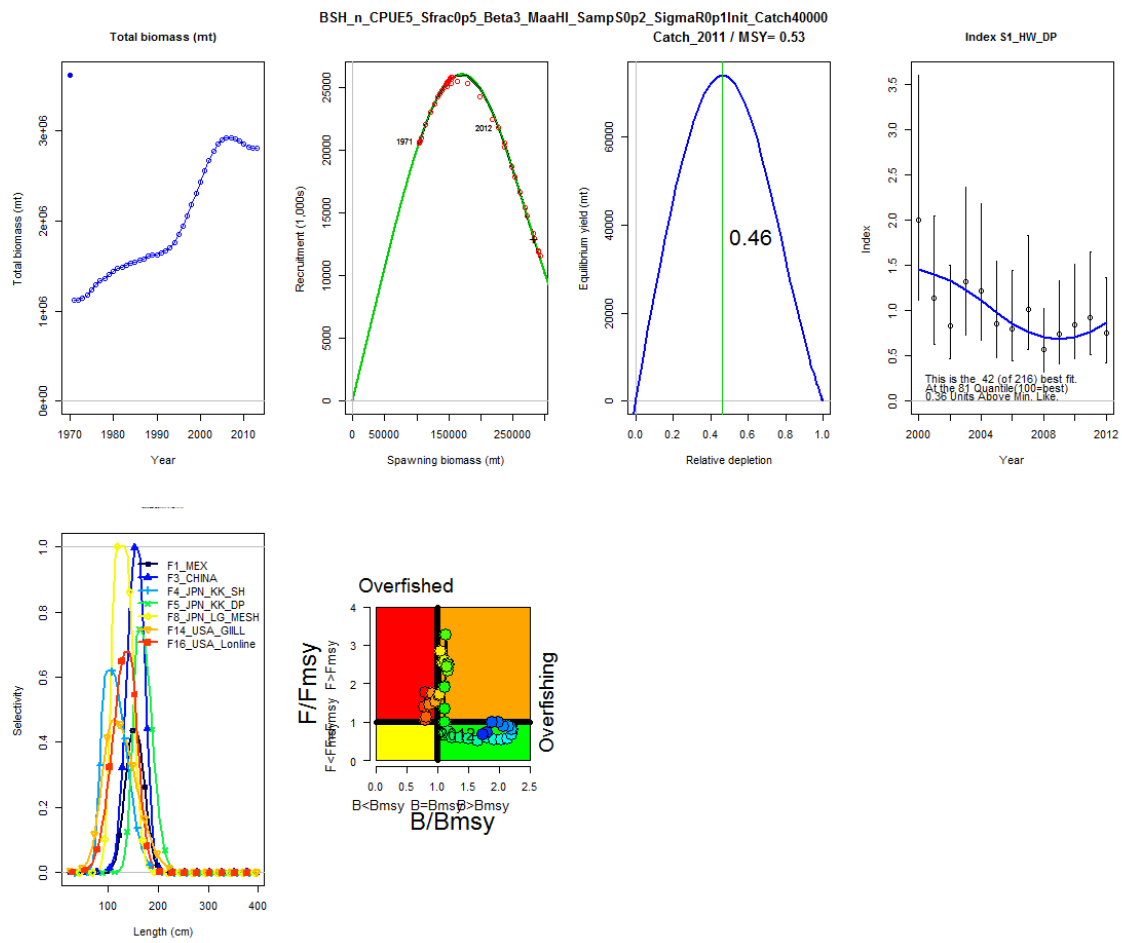 BSH_n_CPUE5_Sfrac0p5_Beta3_MaaHI_SampS0p2_SigmaR0p1Init_Catch40000
Total biomass (mt)
Catch_2011 / MSY= 0.53
Index S1_HW_DP
Total biomass (mt)
0e+00
1e+06
2e+06
3e+06
1970 1980 1990 2000 2010
Year
Recruitment (1,000s)
0
5000
10000
15000
20000
25000
1971
2012
0 50000 150000 250000
Spawning biomass (mt)
Equilibrium yield (mt)
0
20000
40000
60000
0.46
0.0 0.2 0.4 0.6 0.8 1.0
Relative depletion
Index
0.0
0.5
1.0
1.5
2.0
2.5
3.0
3.5
This is the 42 (of 216) best fit.
At the 81 Quantile(100=best)
0.36 Units Above Min. Like.
2000 2004 2008 2012
Year
Selectivity
0.0
0.2
0.4
0.6
0.8
1.0
F1_MEX
F3_CHINA
F4_JPN_KK_SH
F5_JPN_KK_DP
F8_JPN_LG_MESH
F14_USA_GIILL
F16_USA_Lonline
100 200 300 400
Length (cm)
Overfished
F/Fmsy
F>Fmsy
0
1
2
3
4
2012
Overfishing
0.0 0.5 1.0 1.5 2.0 2.5
B<Bmsy B=Bmsy B>Bmsy
B/Bmsy